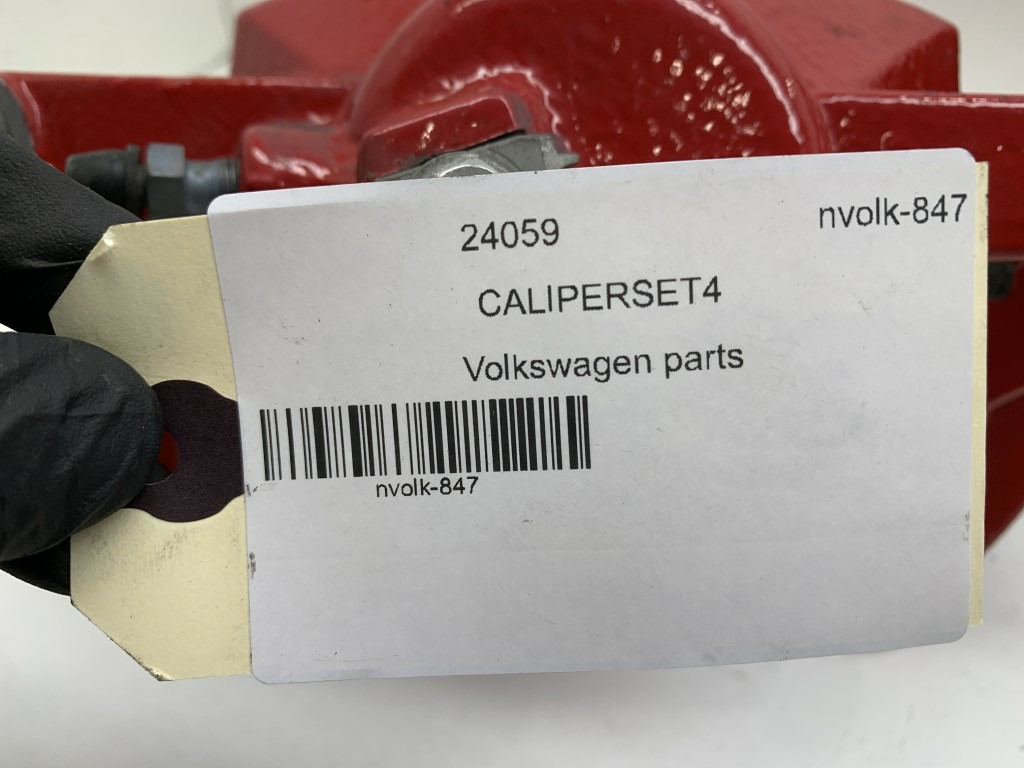 24059
nvolk-847
CALIPERSET4
Volkswagen parts
nvolk-847